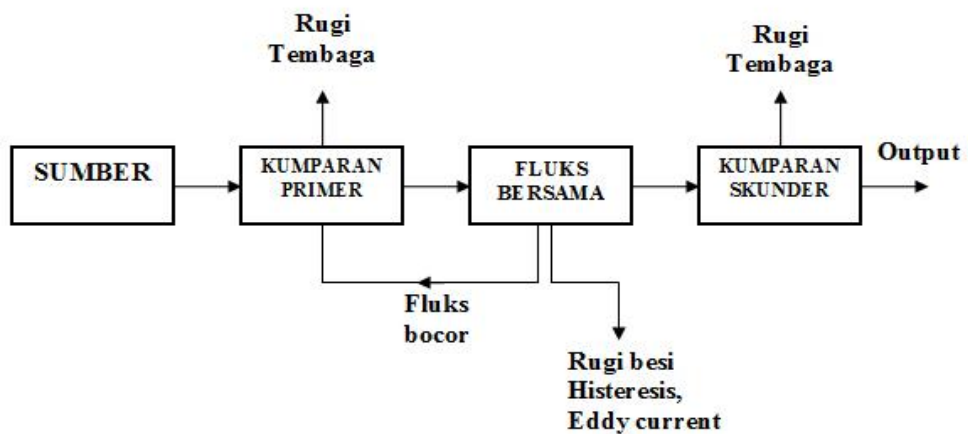 Rugi
Tembaga
Rugi
Tembaga
SUMBER
KUMPARAN
PRIMER
FLUKS
BERSAMA
KUMPARAN
SKUNDER
Output
Fluks
bocor
Rugi besi
Histeresis,
Eddy current